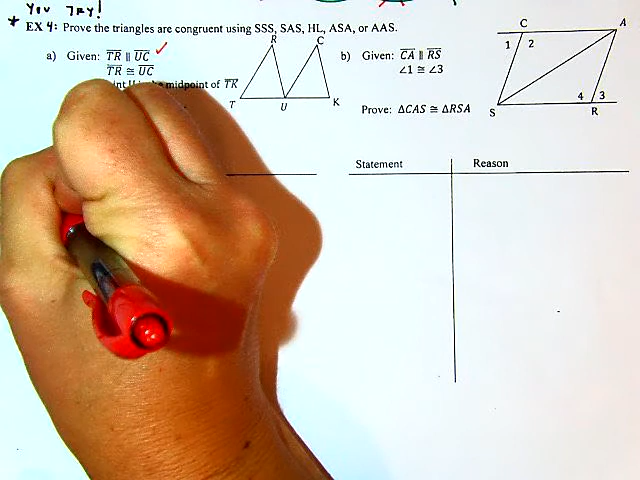 YOU TRY!
* EX 4: Prove the triangles are congruent using SSS, SAS, HL, ASA, or AAS.
a) Given: TR ∥ UC ✓
TR ≅ UC
midpoint of TK
R C
T U K
b) Given: CA ∥ RS
∠1 ≅ ∠3
Prove: ΔCAS ≅ ΔRSA
C A
1 2
4 3
S R
Statement Reason